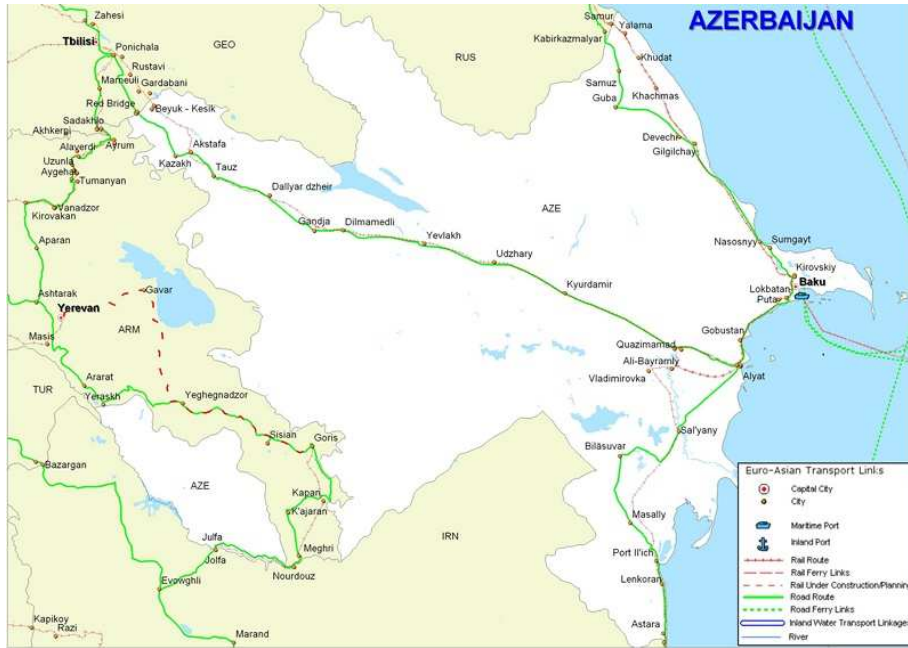 AZERBAIJAN
Zahesi
Samur
Yalama
Tbilisi
Ponichala
GEO
Kabirkazmalyar
RUS
Khudat
Rustavi
Marneuli
Gardabani
Samuz
Khachmas
Red Bridge
Beyuk - Kesik
Guba
Sadakhlo
Akhkerpi
Devechi
Alaverdi
Ayrum
Akstafa
Gilgilchay
Uzunla
Kazakh
Aygehat
Tauz
Tumanyan
Dallyar dzheir
Vanadzor
AZE
Kirovakan
Gandja
Dilmamedli
Aparan
Yevlakh
Nasosnyy
Sumgayt
Udzhary
Kirovskiy
Gavar
Baku
Ashtarak
Kyurdamir
Lokbatan
Puta
Yerevan
ARM
Gobustan
Masis
Quazimamad
Ali-Bayramly
Vladimirovka
Alyat
TUR
Ararat
Yeraskh
Yeghegnadzor
Sal'yany
Sisian
Goris
Biläsuvar
Bazargan
AZE
Kapan
K'ajaran
Masally
Julfa
IRN
Jolfa
Meghri
Port Il'ich
Nourdouz
Lenkoran
Evowghli
Kapikoy
Razi
Marand
Astara
Euro-Asian Transport Links
Capital City
City
Maritime Port
Inland Port
Rail Route
Rail Ferry Links
Rail Under Construction/Planning
Road Route
Road Ferry Links
Inland Water Transport Linkages
River